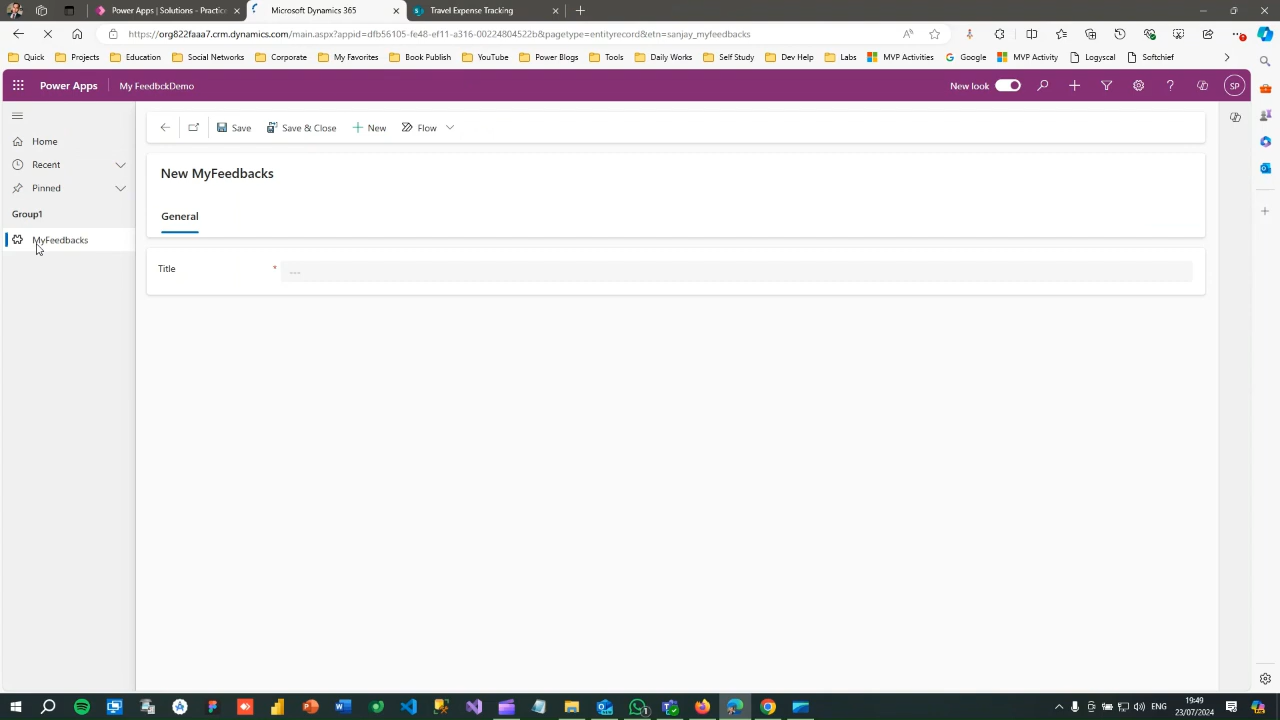 Power Apps | Solutions - Practic
Microsoft Dynamics 365
Travel Expense Tracking
https://org822faaa7.crm.dynamics.com/main.aspx?appid=dfb56105-fe48-ef11-a316-00224804522b&pagetype=entityrecord&etn=sanjay_myfeedbacks
Quick
Projects
Education
Social Networks
Corporate
My Favorites
Book Publish
YouTube
Power Blogs
Tools
Daily Works
Self Study
Dev Help
Labs
MVP Activities
Google
MVP Activity
Logysal
Softchief
Power Apps
My FeedbckDemo
New look
SP
Save
Save & Close
New
Flow
Home
Recent
Pinned
Group1
MyFeedbacks
New MyFeedbacks
General
Title * ---
ENG
19:49
23/07/2024